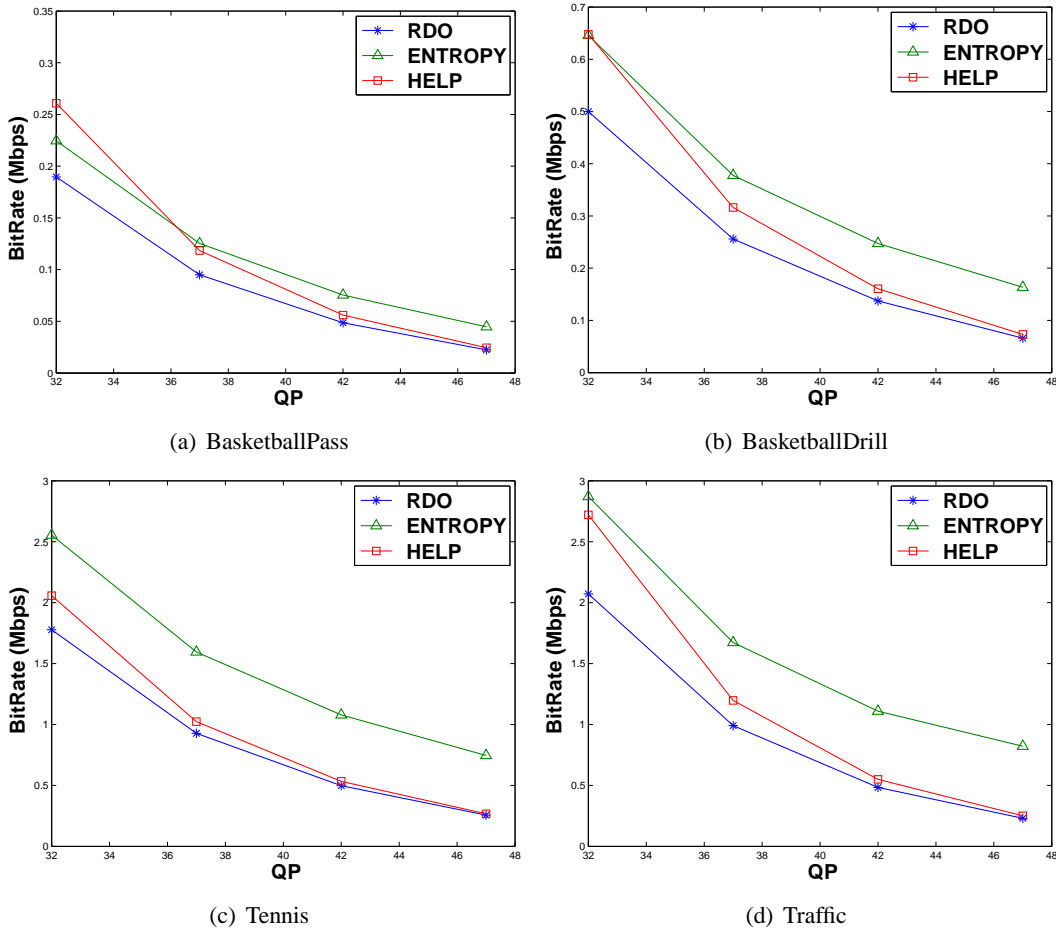 RDO
ENTROPY
HELP
BitRate (Mbps)
0.35
0.3
0.25
0.2
0.15
0.1
0.05
0
32 34 36 38 40 42 44 46 48
QP
(a) BasketballPass
RDO
ENTROPY
HELP
BitRate (Mbps)
0.7
0.6
0.5
0.4
0.3
0.2
0.1
0
32 34 36 38 40 42 44 46 48
QP
(b) BasketballDrill
RDO
ENTROPY
HELP
BitRate (Mbps)
3
2.5
2
1.5
1
0.5
0
32 34 36 38 40 42 44 46 48
QP
(c) Tennis
RDO
ENTROPY
HELP
BitRate (Mbps)
3
2.5
2
1.5
1
0.5
0
32 34 36 38 40 42 44 46 48
QP
(d) Traffic